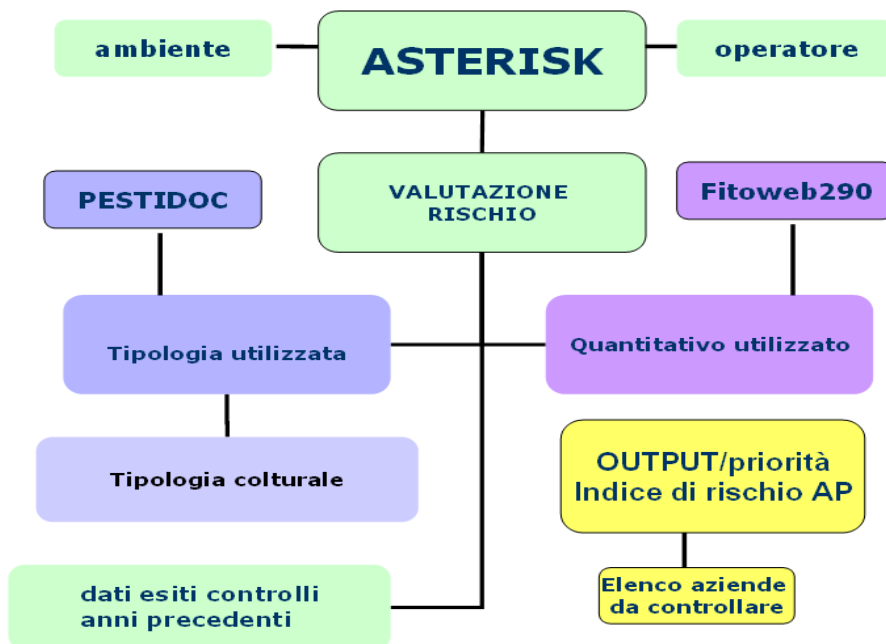 ambiente
ASTERISK
operatore
PESTIDOC
VALUTAZIONE
RISCHIO
Fitoweb290
Tipologia utilizzata
Quantitativo utilizzato
Tipologia colturale
OUTPUT/priorità
Indice di rischio AP
dati esiti controlli
anni precedenti
Elenco aziende
da controllare